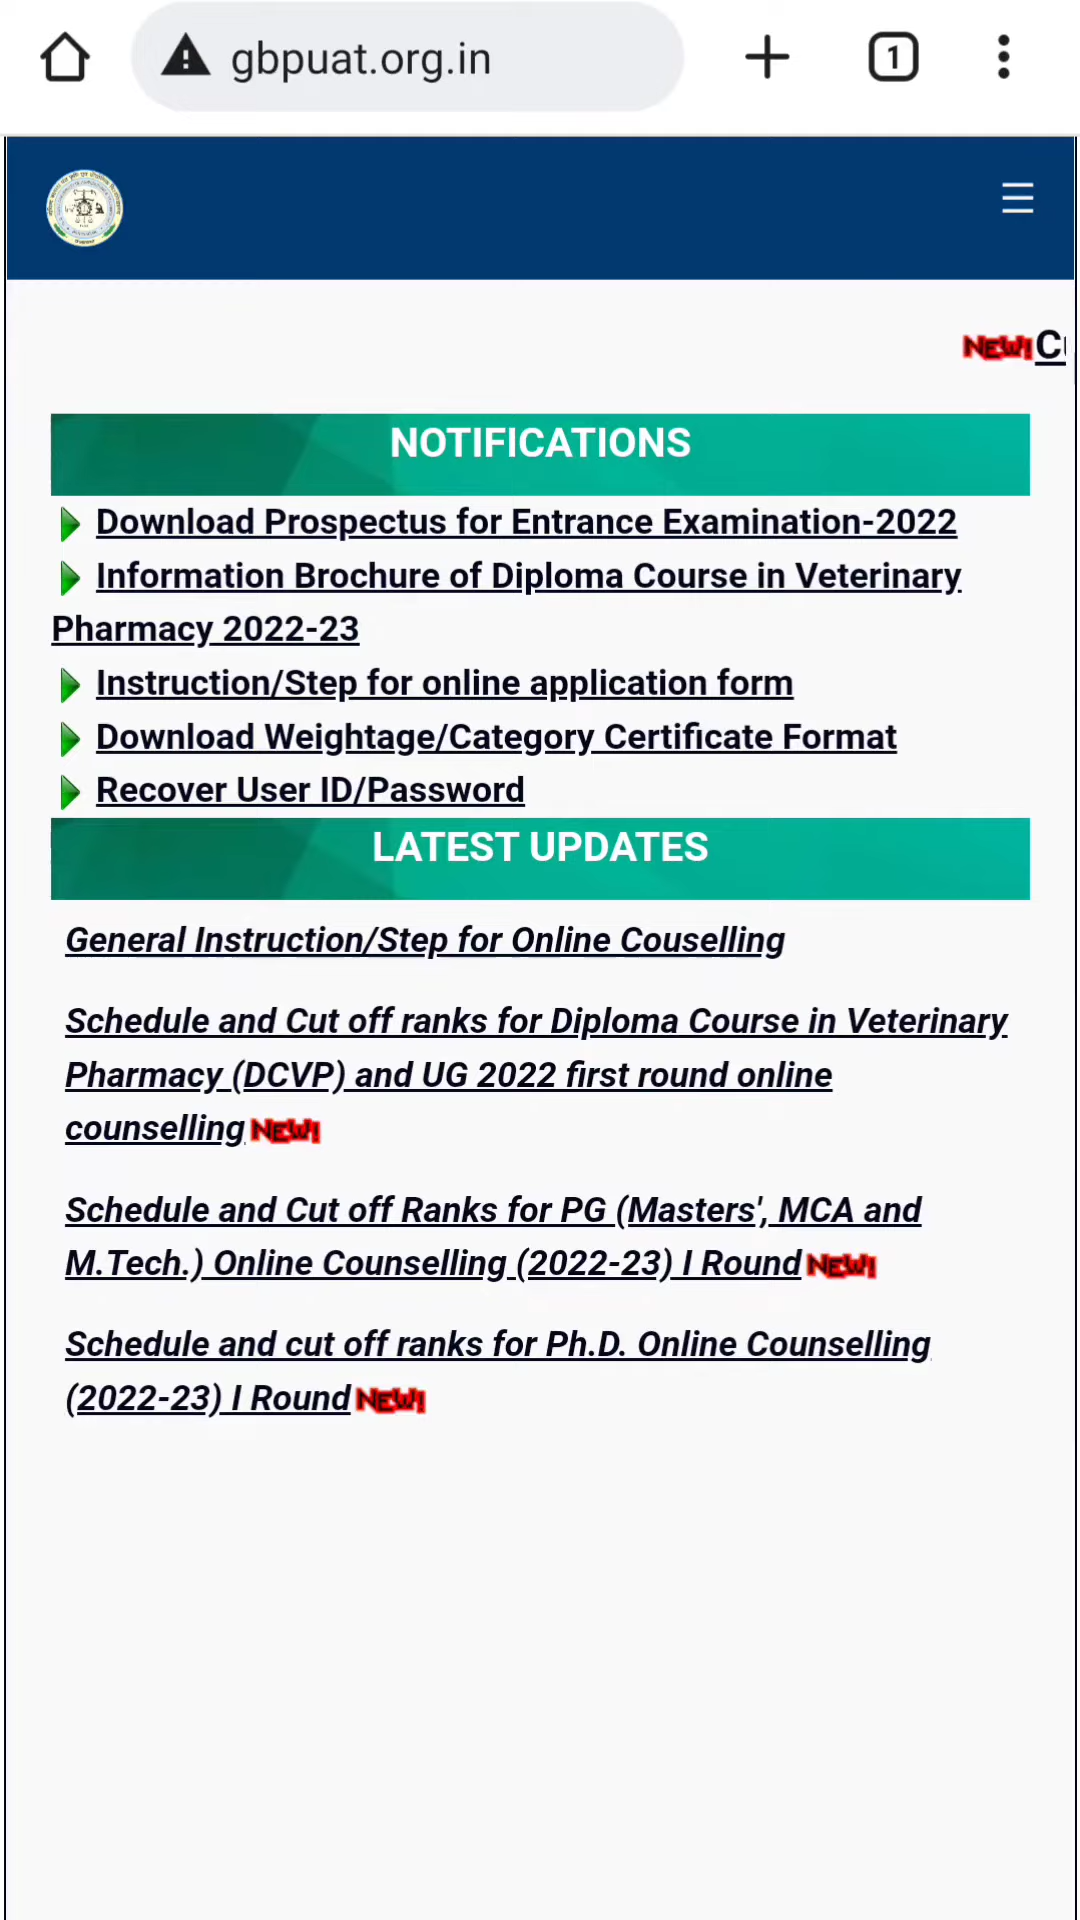 gbpuat.org.in
1
NEW!
NOTIFICATIONS
Download Prospectus for Entrance Examination-2022
Information Brochure of Diploma Course in Veterinary
Pharmacy 2022-23
Instruction/Step for online application form
Download Weightage/Category Certificate Format
Recover User ID/Password
LATEST UPDATES
General Instruction/Step for Online Couselling
Schedule and Cut off ranks for Diploma Course in Veterinary
Pharmacy (DCVP) and UG 2022 first round online
counselling NEW!
Schedule and Cut off Ranks for PG (Masters', MCA and
M.Tech.) Online Counselling (2022-23) I Round NEW!
Schedule and cut off ranks for Ph.D. Online Counselling
(2022-23) I Round NEW!